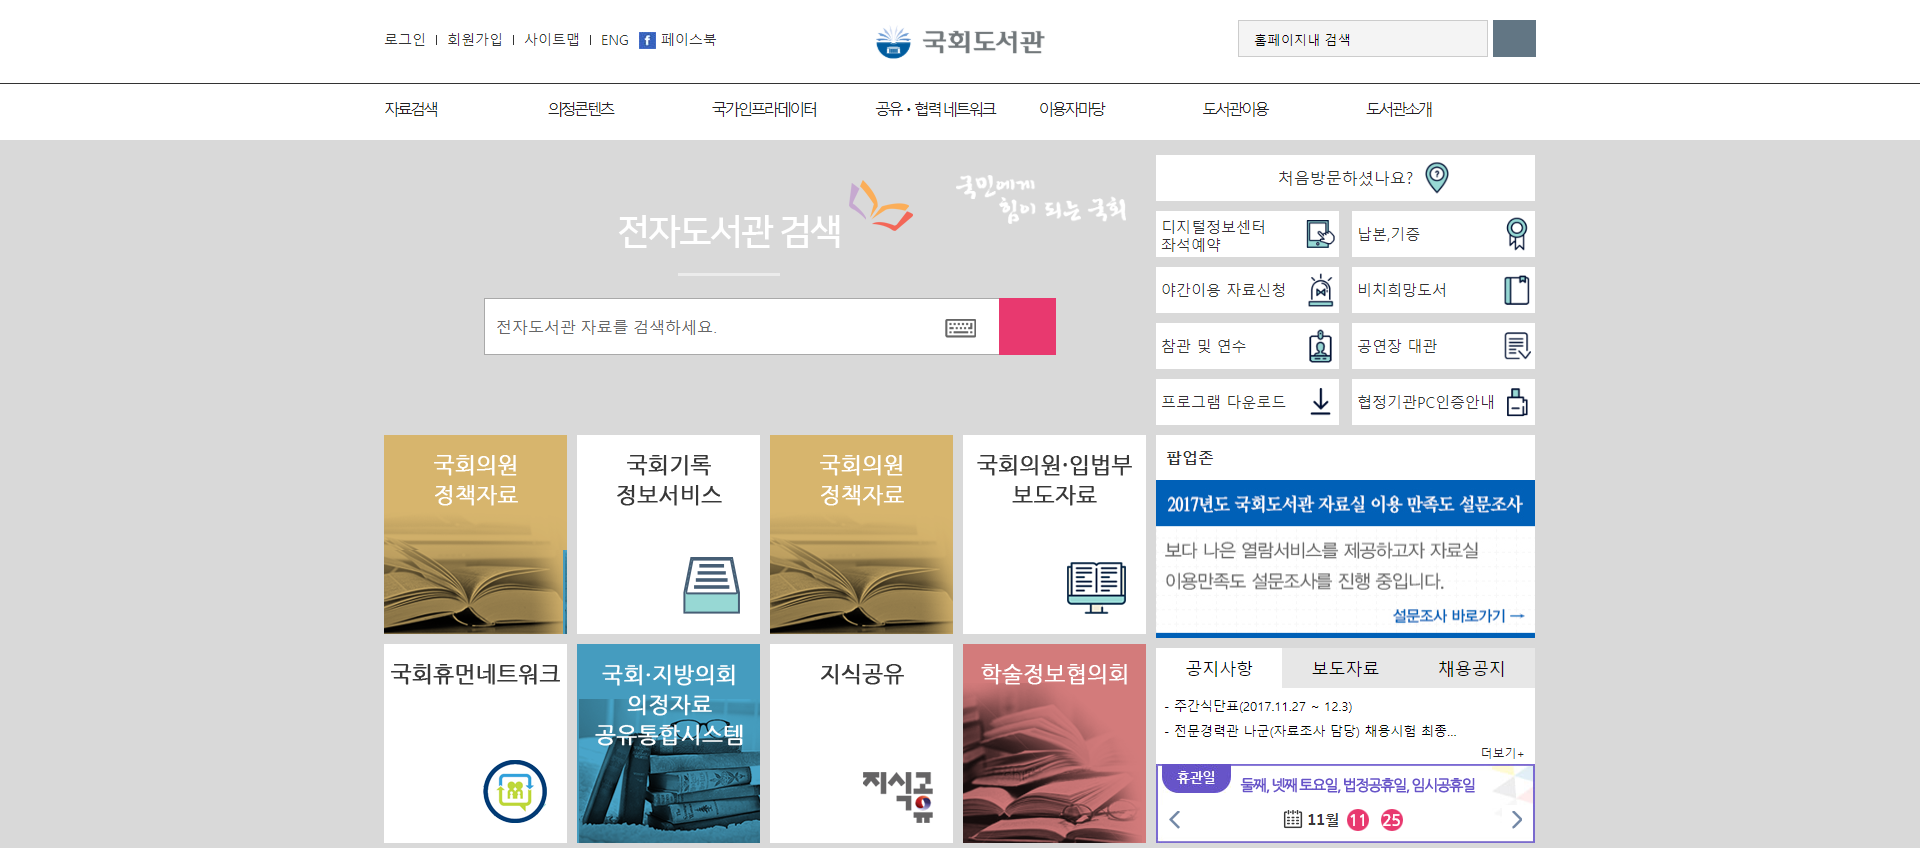 로그인 | 회원가입 | 사이트맵 | ENG f 페이스북
국회도서관
홈페이지내 검색
자료검색 의정콘텐츠 국가인프라데이터 공유·협력 네트워크 이용자마당 도서관이용 도서관소개
전자도서관 검색
국민에게
힘이 되는 국회
전자도서관 자료를 검색하세요.
처음방문하셨나요?
디지털정보센터
좌석예약
납본,기증
야간이용 자료신청
비치희망도서
참관 및 연수
공연장 대관
프로그램 다운로드
협정기관PC인증안내
국회의원
정책자료
국회기록
정보서비스
국회의원
정책자료
국회의원·입법부
보도자료
팝업존
2017년도 국회도서관 자료실 이용 만족도 설문조사
보다 나은 열람서비스를 제공하고자 자료실
이용만족도 설문조사를 진행 중입니다.
설문조사 바로가기 →
국회휴먼네트워크
국회·지방의회
의정자료
공유통합시스템
지식공유
지식공유
학술정보협의회
공지사항 보도자료 채용공지
- 주간식단표(2017.11.27 ~ 12.3)
- 전문경력관 나군(자료조사 담당) 채용시험 최종...
더보기+
휴관일 둘째, 넷째 토요일, 법정공휴일, 임시공휴일
11월 11 25